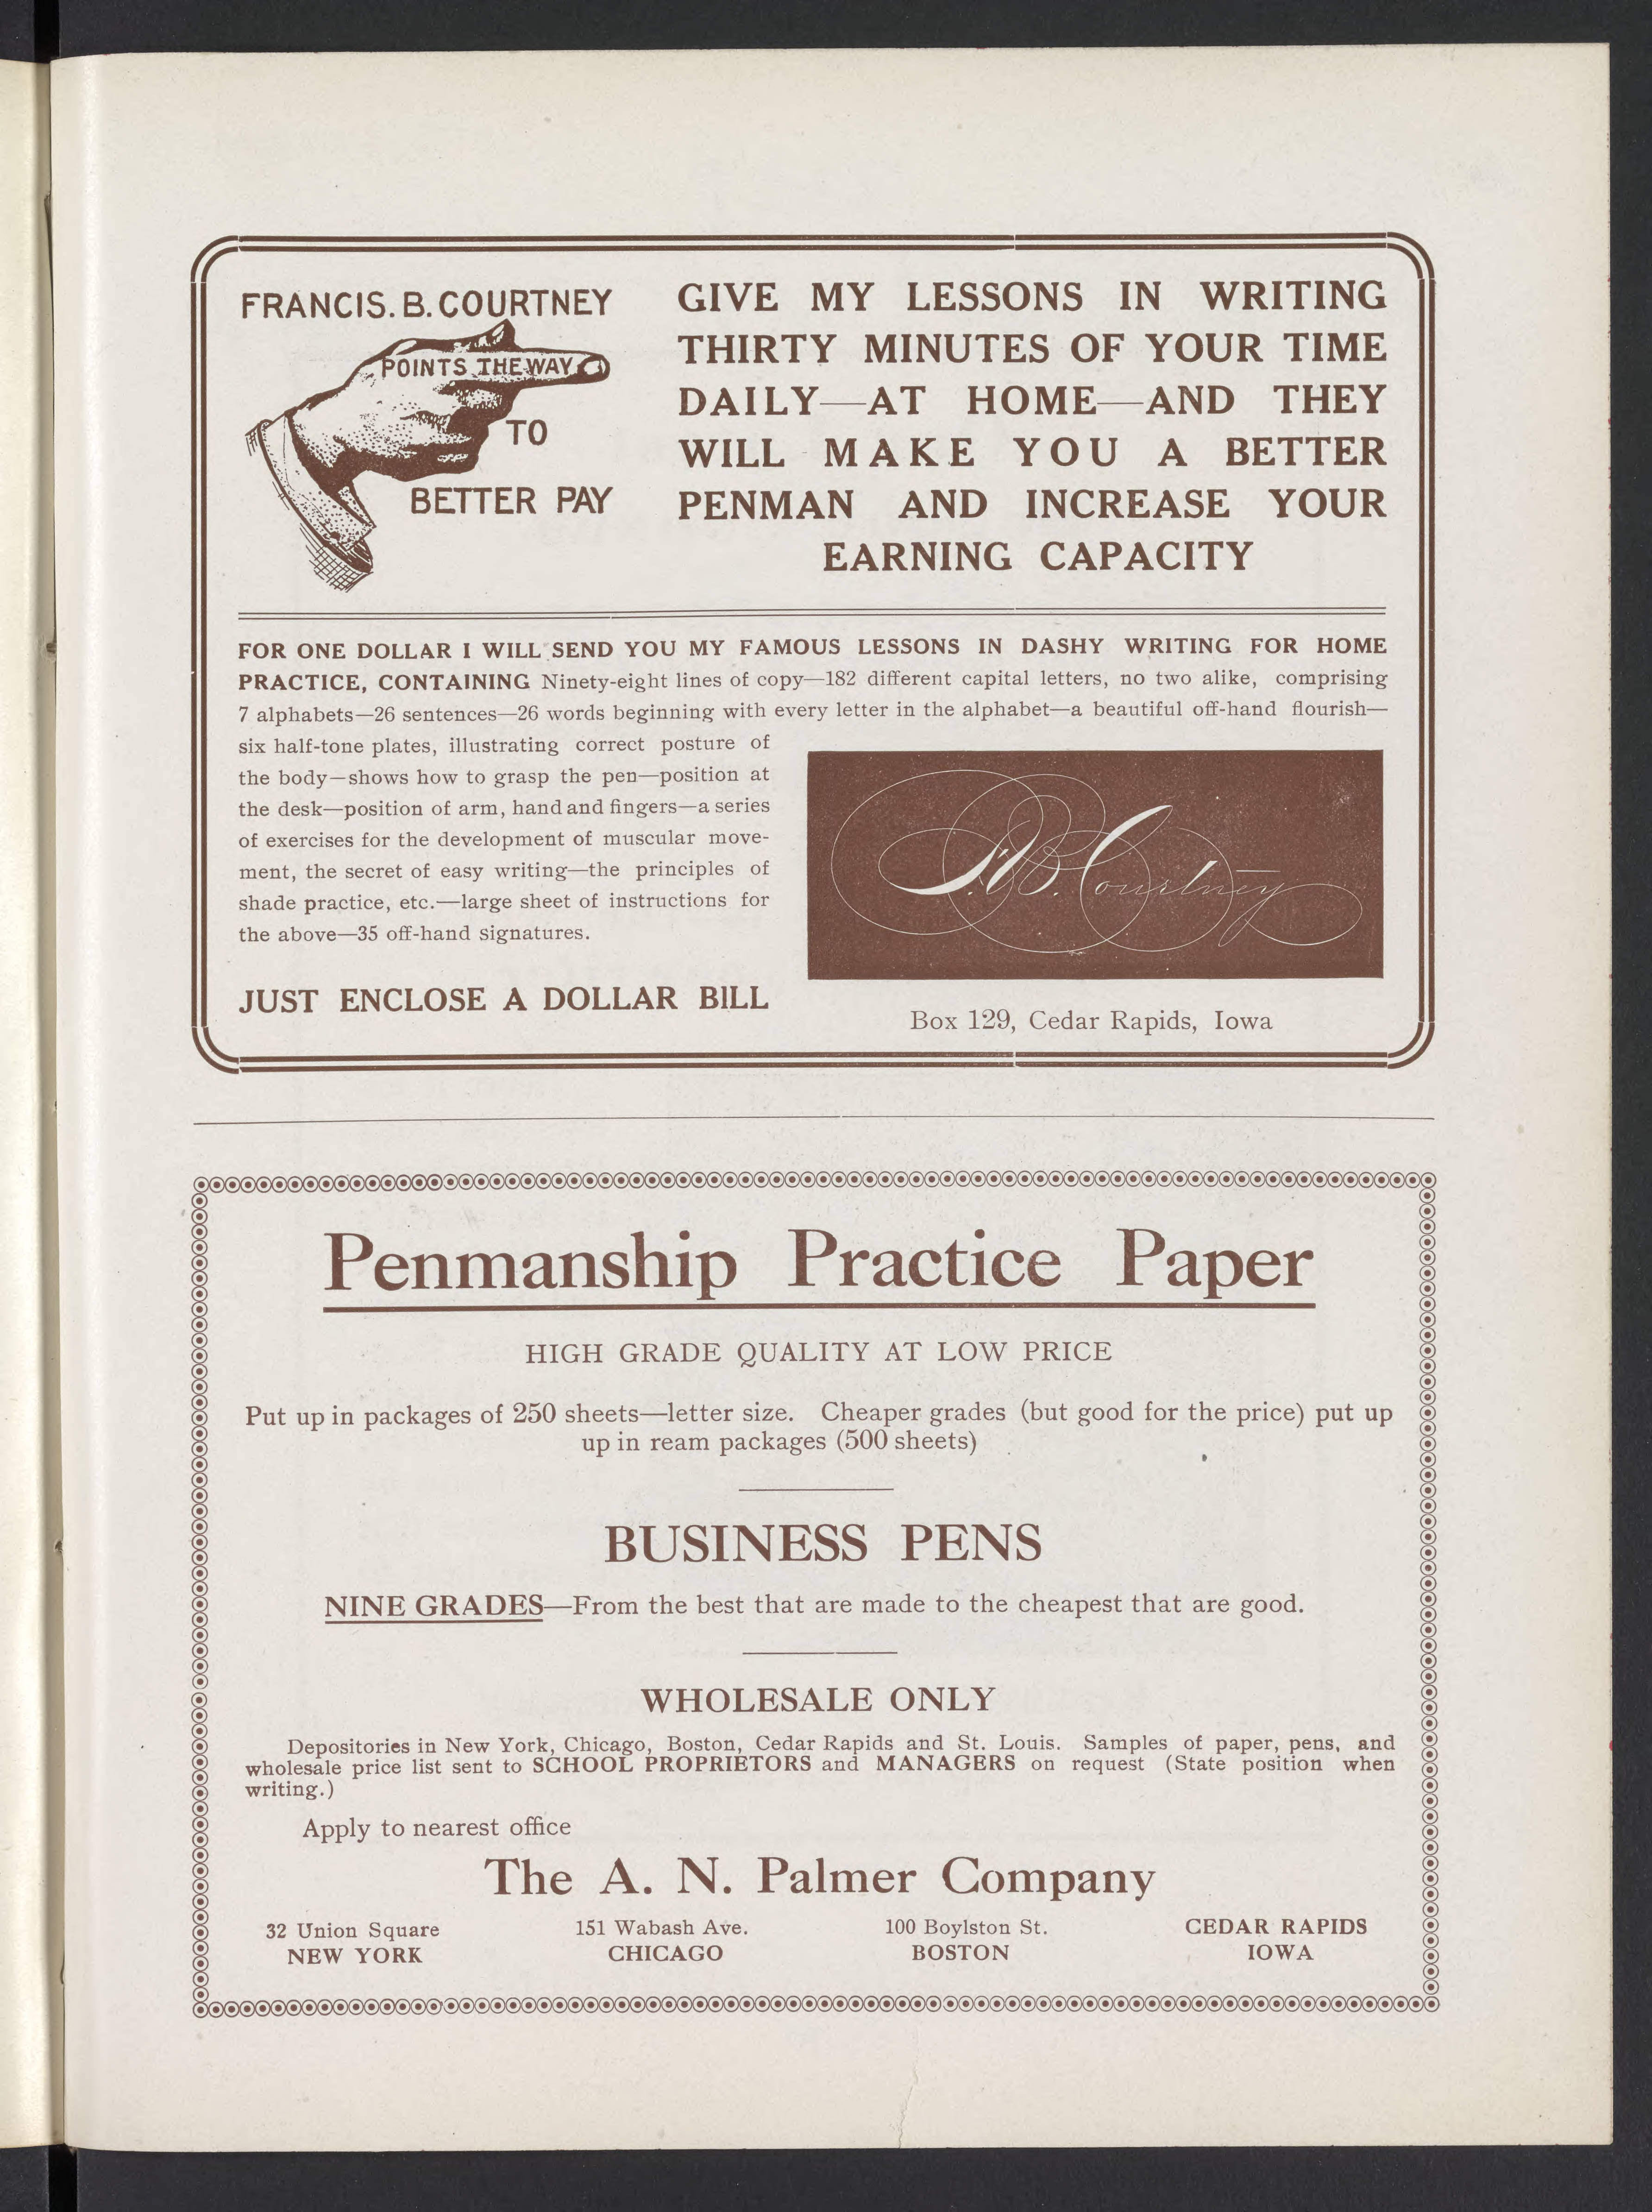 FRANCIS. B. COURTNEY
POINTS THE WAY
TO
BETTER PAY
GIVE MY LESSONS IN WRITING
THIRTY MINUTES OF YOUR TIME
DAILY—AT HOME—AND THEY
WILL MAKE YOU A BETTER
PENMAN AND INCREASE YOUR
EARNING CAPACITY
FOR ONE DOLLAR I WILL SEND YOU MY FAMOUS LESSONS IN DASHY WRITING FOR HOME
PRACTICE, CONTAINING Ninety-eight lines of copy—182 different capital letters, no two alike, comprising
7 alphabets—26 sentences—26 words beginning with every letter in the alphabet—a beautiful off-hand flourish—
six half-tone plates, illustrating correct posture of
the body—shows how to grasp the pen—position at
the desk—position of arm, hand and fingers—a series
of exercises for the development of muscular move-
ment, the secret of easy writing—the principles of
shade practice, etc.—large sheet of instructions for
the above—35 off-hand signatures.
JUST ENCLOSE A DOLLAR BILL
F. B. Courtney
Box 129, Cedar Rapids, Iowa
Penmanship Practice Paper
HIGH GRADE QUALITY AT LOW PRICE
Put up in packages of 250 sheets—letter size. Cheaper grades (but good for the price) put up
up in ream packages (500 sheets)
BUSINESS PENS
NINE GRADES—From the best that are made to the cheapest that are good.
WHOLESALE ONLY
Depositories in New York, Chicago, Boston, Cedar Rapids and St. Louis. Samples of paper, pens, and
wholesale price list sent to SCHOOL PROPRIETORS and MANAGERS on request (State position when
writing.)
Apply to nearest office
The A. N. Palmer Company
32 Union Square 151 Wabash Ave. 100 Boylston St. CEDAR RAPIDS
NEW YORK CHICAGO BOSTON IOWA